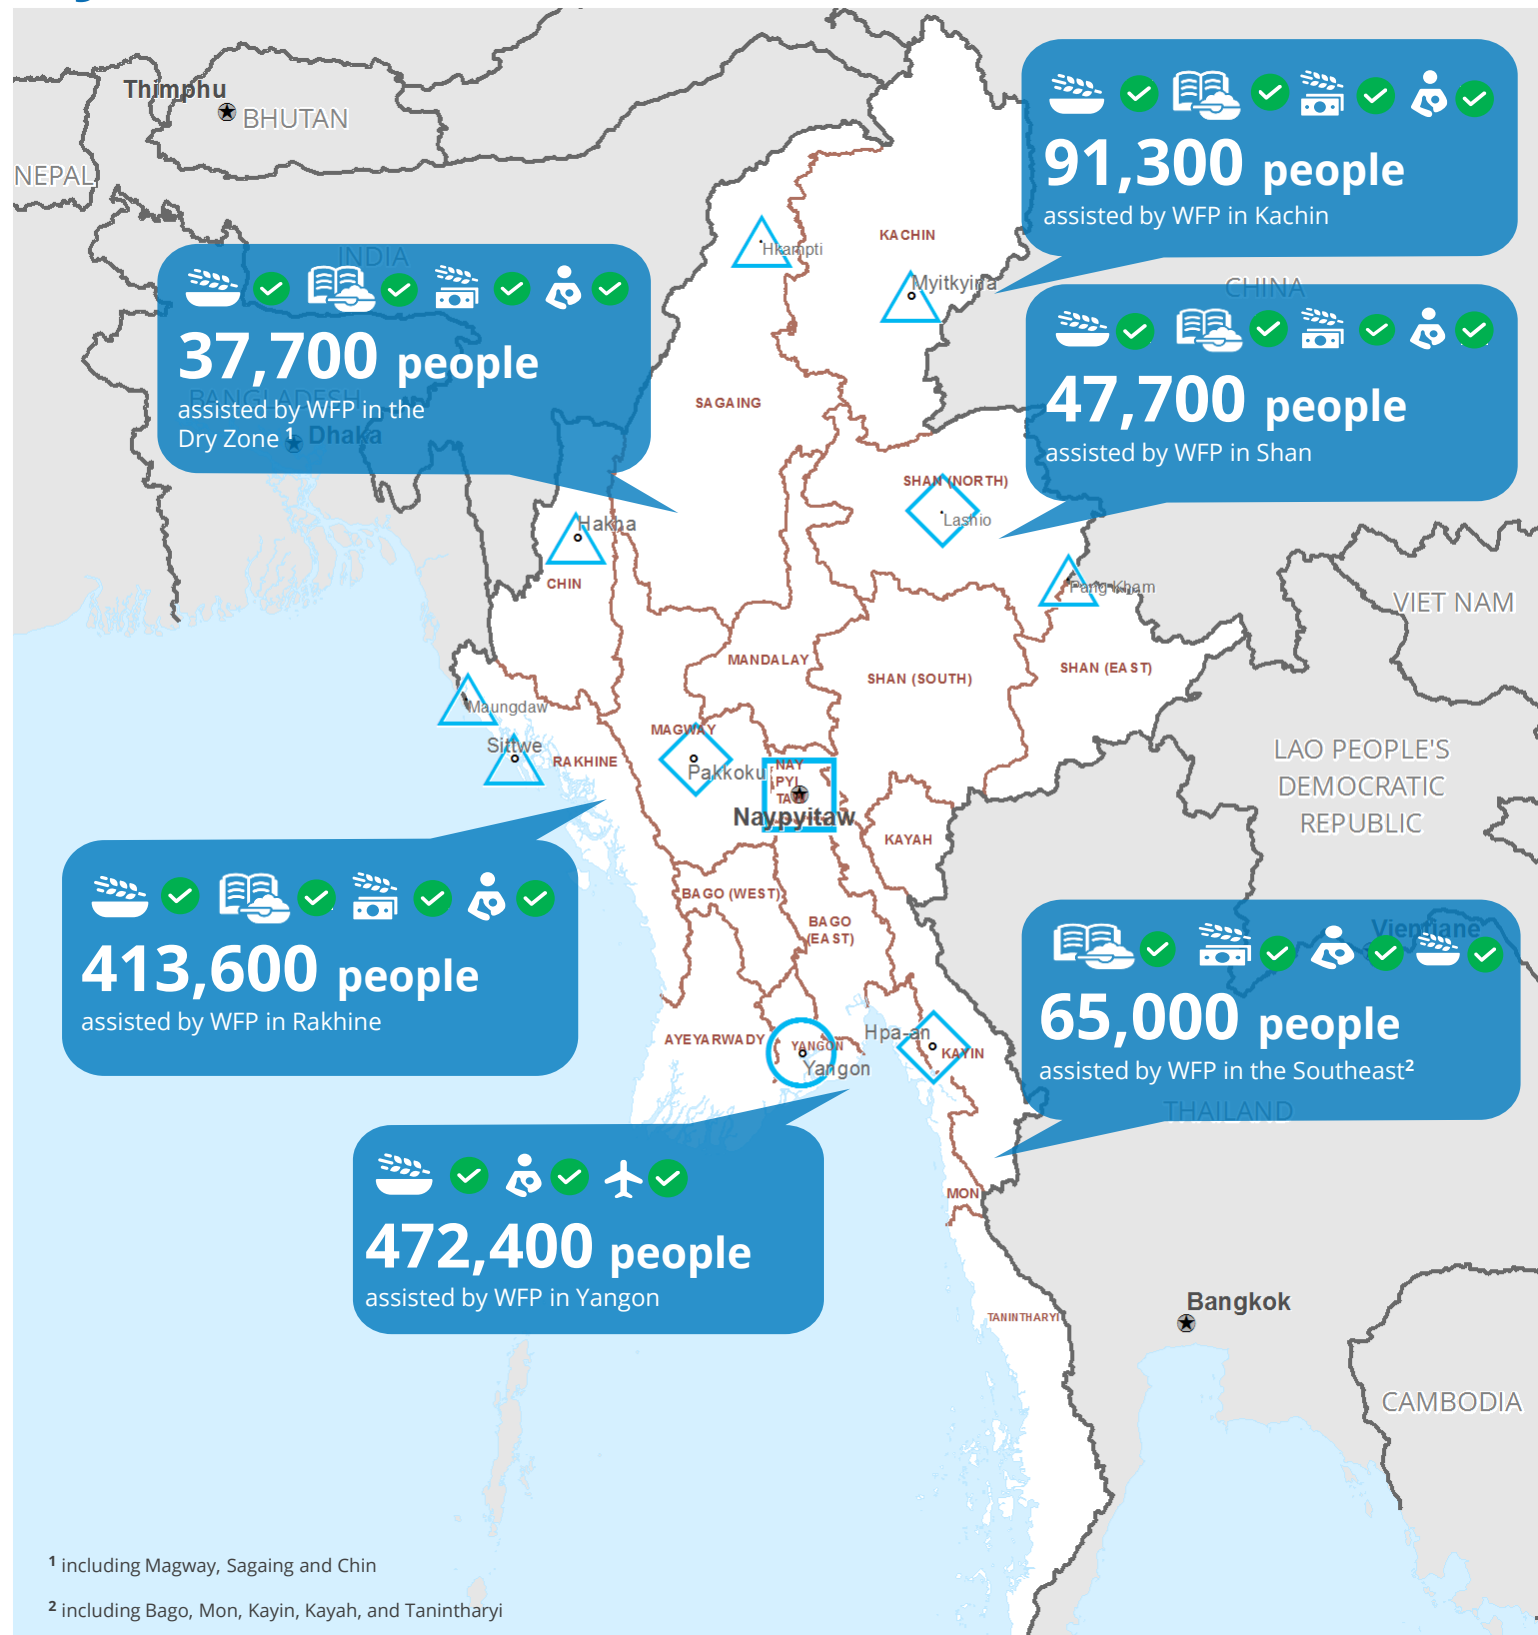 Thimphu
BHUTAN
NEPAL
INDIA
CHINA
91,300 people
assisted by WFP in Kachin
KACHIN
Hkampti
Myitkyina
37,700 people
assisted by WFP in the
Dry Zone 1
BANGLADESH
Dhaka
SAGAING
47,700 people
assisted by WFP in Shan
SHAN (NORTH)
Lashio
Hakha
CHIN
Pang Kham
VIET NAM
MANDALAY
SHAN (SOUTH)
SHAN (EAST)
Maungdaw
MAGWAY
Sittwe
RAKHINE
Pakkoku
NAY
PYI
TAW
Naypyitaw
LAO PEOPLE'S
DEMOCRATIC
REPUBLIC
KAYAH
BAGO (WEST)
BAGO
(EAST)
413,600 people
assisted by WFP in Rakhine
Vientiane
65,000 people
assisted by WFP in the Southeast2
THAILAND
AYEYARWADY
YANGON
Yangon
Hpa-an
KAYIN
472,400 people
assisted by WFP in Yangon
MON
TANINTHARYI
Bangkok
CAMBODIA
1 including Magway, Sagaing and Chin
2 including Bago, Mon, Kayin, Kayah, and Tanintharyi